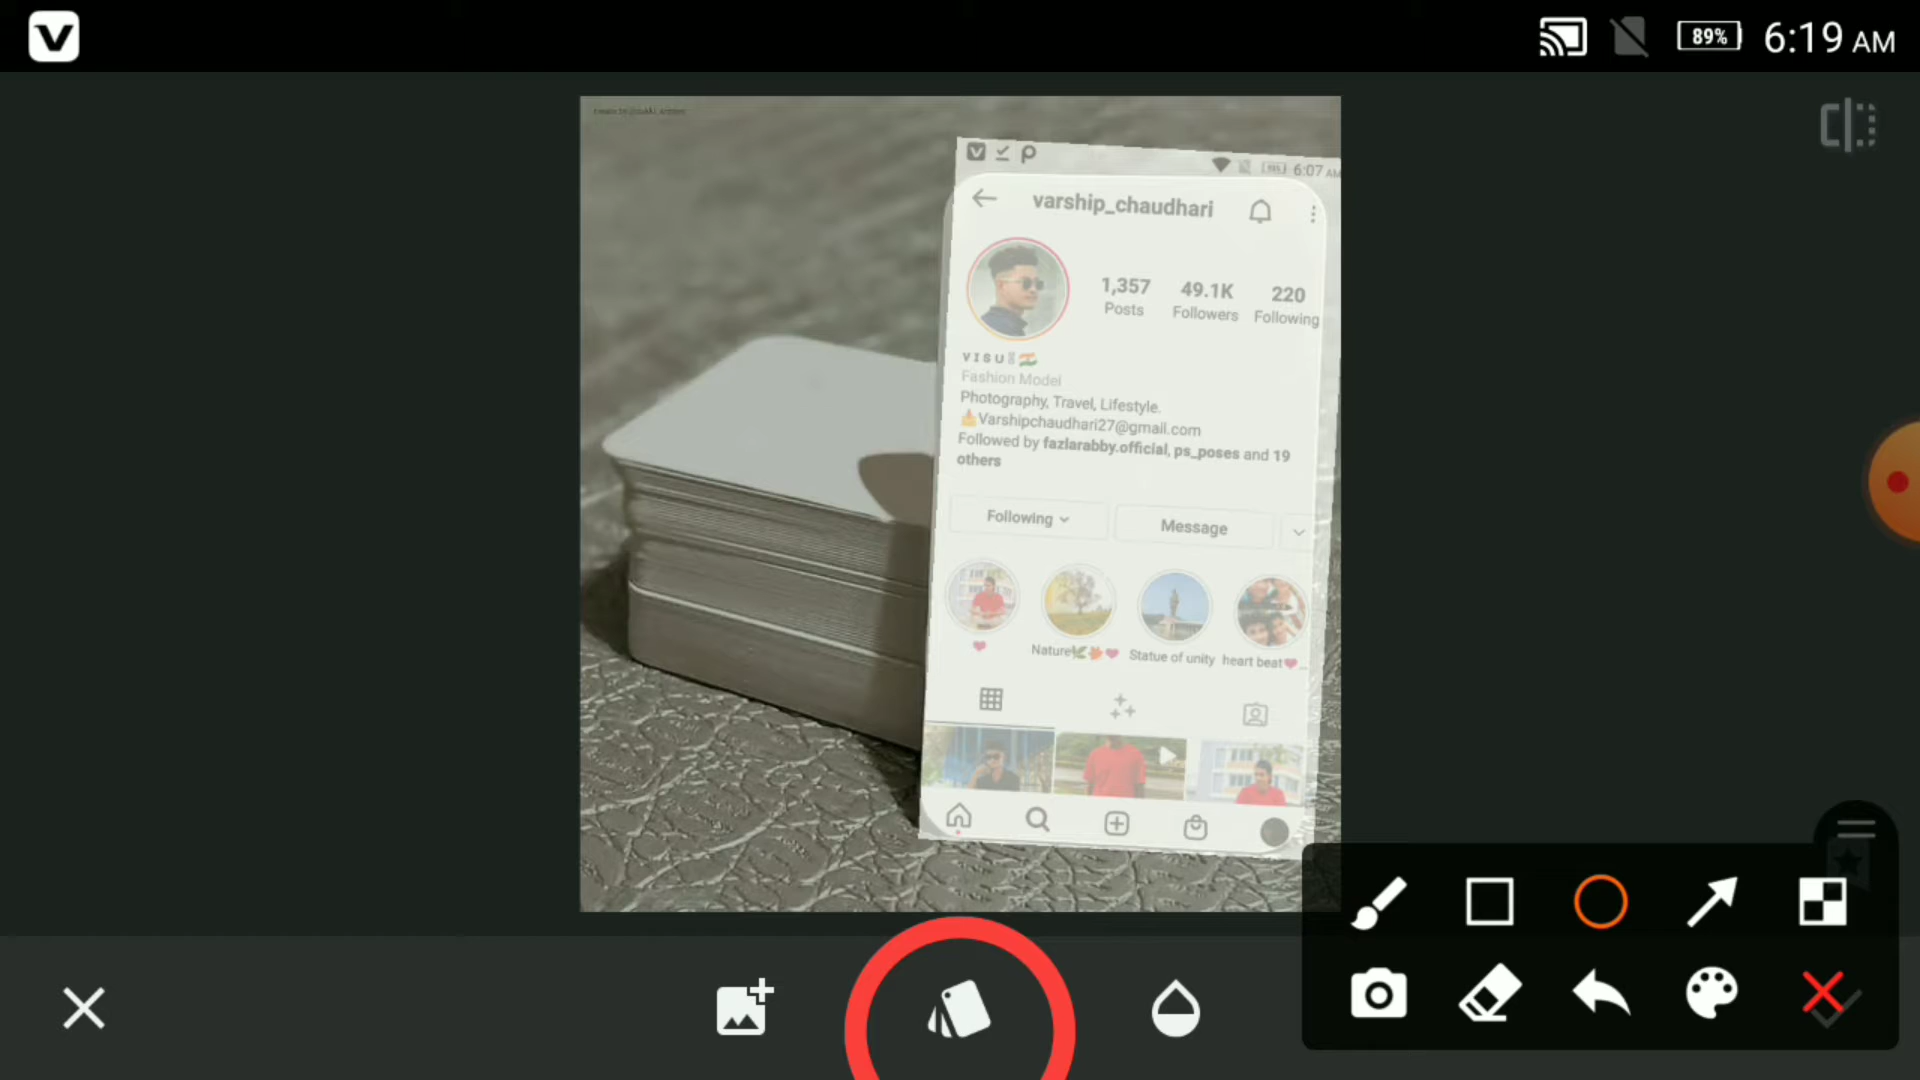 V
89% 6:19 AM
6:07 AM
varship_chaudhari
1,357 49.1K 220
Posts Followers Following
V I S U
Fashion Model
Photography, Travel, Lifestyle.
📩Varshipchaudhari27@gmail.com
Followed by fazlarabby.official, ps_poses and 19
others
Following Message
❤ Nature🌿🍁❤ Statue of unity heart beat❤...